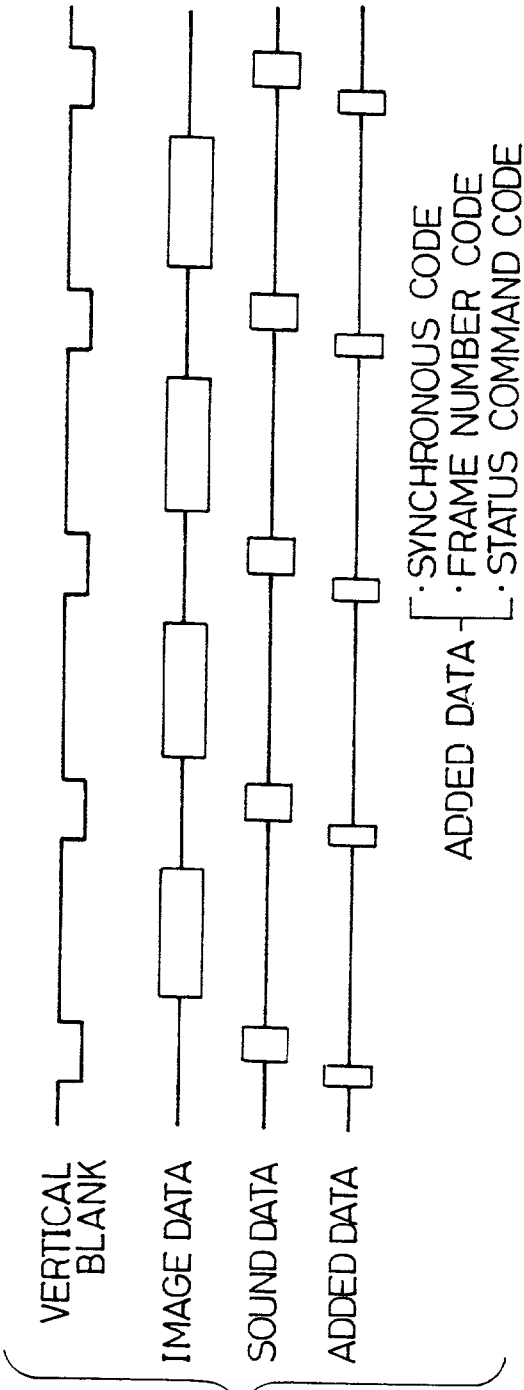 VERTICAL
BLANK
IMAGE DATA
SOUND DATA
ADDED DATA
ADDED DATA
· SYNCHRONOUS CODE
· FRAME NUMBER CODE
· STATUS COMMAND CODE